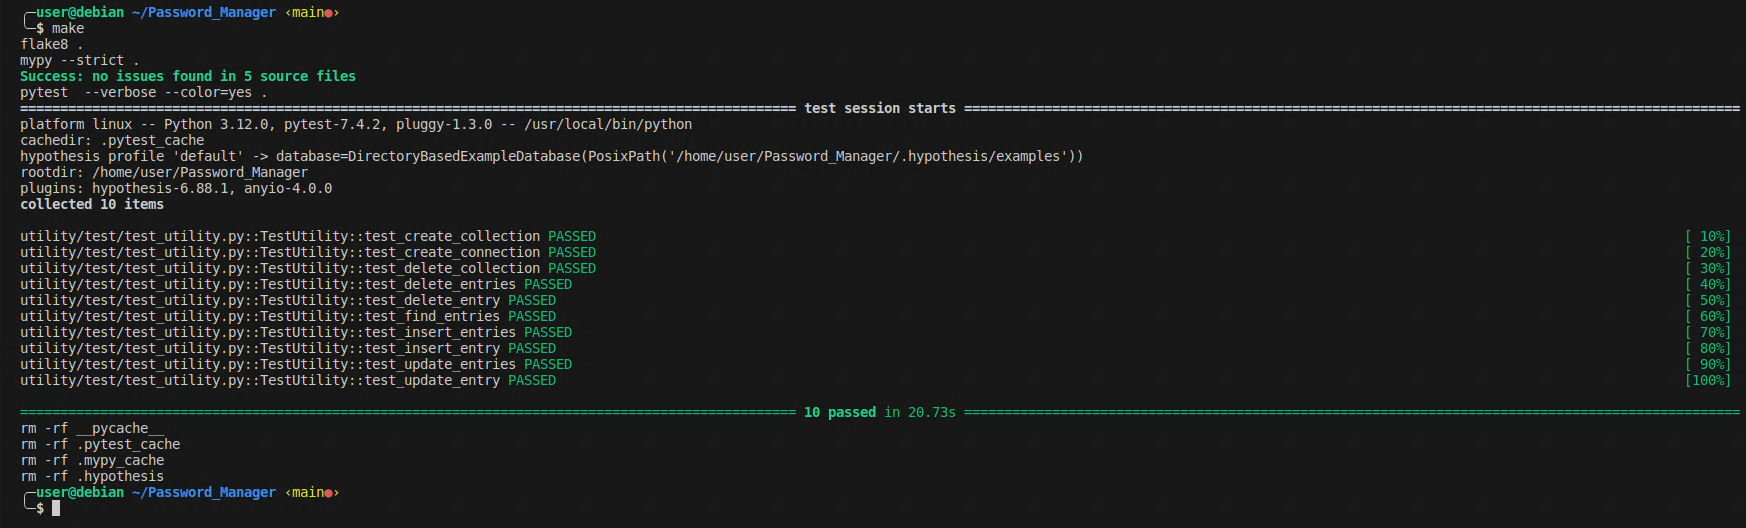 ╭─user@debian ~/Password_Manager ‹main●›
╰─$ make
flake8 .
mypy --strict .
Success: no issues found in 5 source files
pytest  --verbose --color=yes .
================================================================================================= test session starts =================================================================================================
platform linux -- Python 3.12.0, pytest-7.4.2, pluggy-1.3.0 -- /usr/local/bin/python
cachedir: .pytest_cache
hypothesis profile 'default' -> database=DirectoryBasedExampleDatabase(PosixPath('/home/user/Password_Manager/.hypothesis/examples'))
rootdir: /home/user/Password_Manager
plugins: hypothesis-6.88.1, anyio-4.0.0
collected 10 items
utility/test/test_utility.py::TestUtility::test_create_collection PASSED [ 10%]
utility/test/test_utility.py::TestUtility::test_create_connection PASSED [ 20%]
utility/test/test_utility.py::TestUtility::test_delete_collection PASSED [ 30%]
utility/test/test_utility.py::TestUtility::test_delete_entries PASSED [ 40%]
utility/test/test_utility.py::TestUtility::test_delete_entry PASSED [ 50%]
utility/test/test_utility.py::TestUtility::test_find_entries PASSED [ 60%]
utility/test/test_utility.py::TestUtility::test_insert_entries PASSED [ 70%]
utility/test/test_utility.py::TestUtility::test_insert_entry PASSED [ 80%]
utility/test/test_utility.py::TestUtility::test_update_entries PASSED [ 90%]
utility/test/test_utility.py::TestUtility::test_update_entry PASSED [100%]
================================================================================================= 10 passed in 20.73s =================================================================================================
rm -rf __pycache__
rm -rf .pytest_cache
rm -rf .mypy_cache
rm -rf .hypothesis
╭─user@debian ~/Password_Manager ‹main●›
╰─$